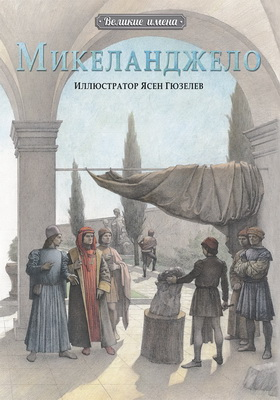 Великие имена
Микеланджело
Иллюстратор Ясен Гюзелев